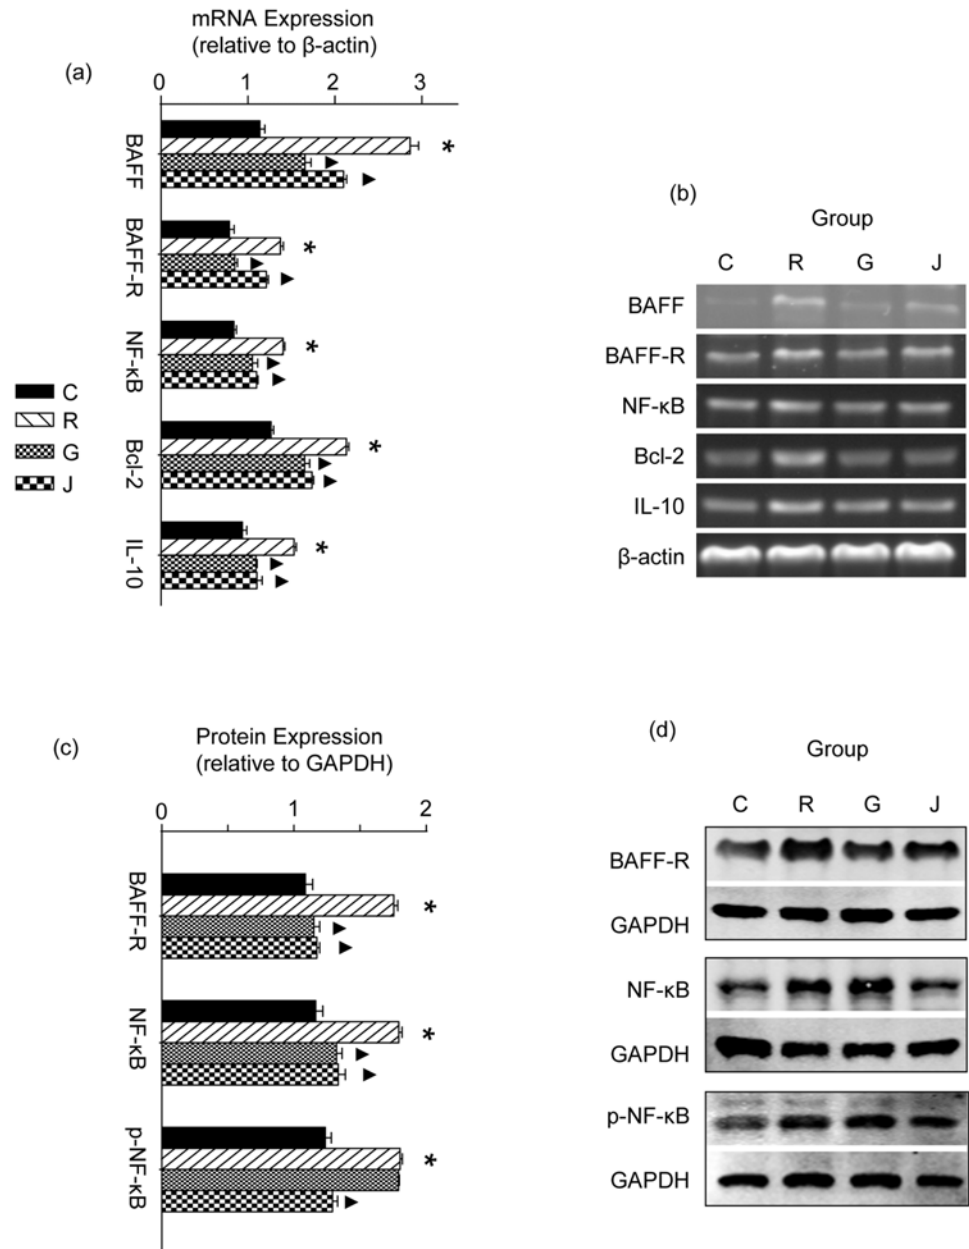 mRNA Expression
(relative to β-actin)
(a)
0 1 2 3
BAFF
BAFF-R
NF-κB
Bcl-2
IL-10
C
R
G
J
* 
*
*
*
*
(b)
Group
C R G J
BAFF
BAFF-R
NF-κB
Bcl-2
IL-10
β-actin
(c)
Protein Expression
(relative to GAPDH)
0 1 2
BAFF-R
NF-κB
p-NF-κB
*
*
*
(d)
Group
C R G J
BAFF-R
GAPDH
NF-κB
GAPDH
p-NF-κB
GAPDH